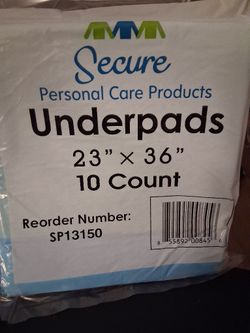 Secure
Personal Care Products
Underpads
23" × 36"
10 Count
Reorder Number:
SP13150